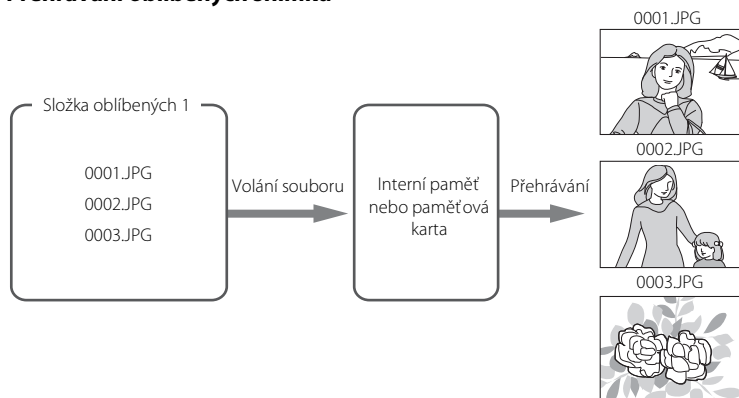 Složka oblíbených 1
0001.JPG
0002.JPG
0003.JPG
Volání souboru
Interní paměť
nebo paměťová
karta
Přehrávání
0001.JPG
0002.JPG
0003.JPG